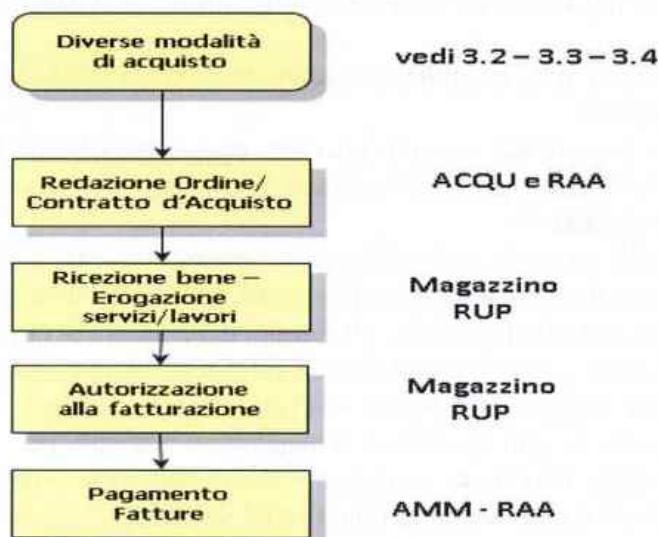 Diverse modalità
di acquisto
vedi 3.2 – 3.3 – 3.4
Redazione Ordine/
Contratto d'Acquisto
ACQU e RAA
Ricezione bene –
Erogazione
servizi/lavori
Magazzino
RUP
Autorizzazione
alla fatturazione
Magazzino
RUP
Pagamento
Fatture
AMM - RAA